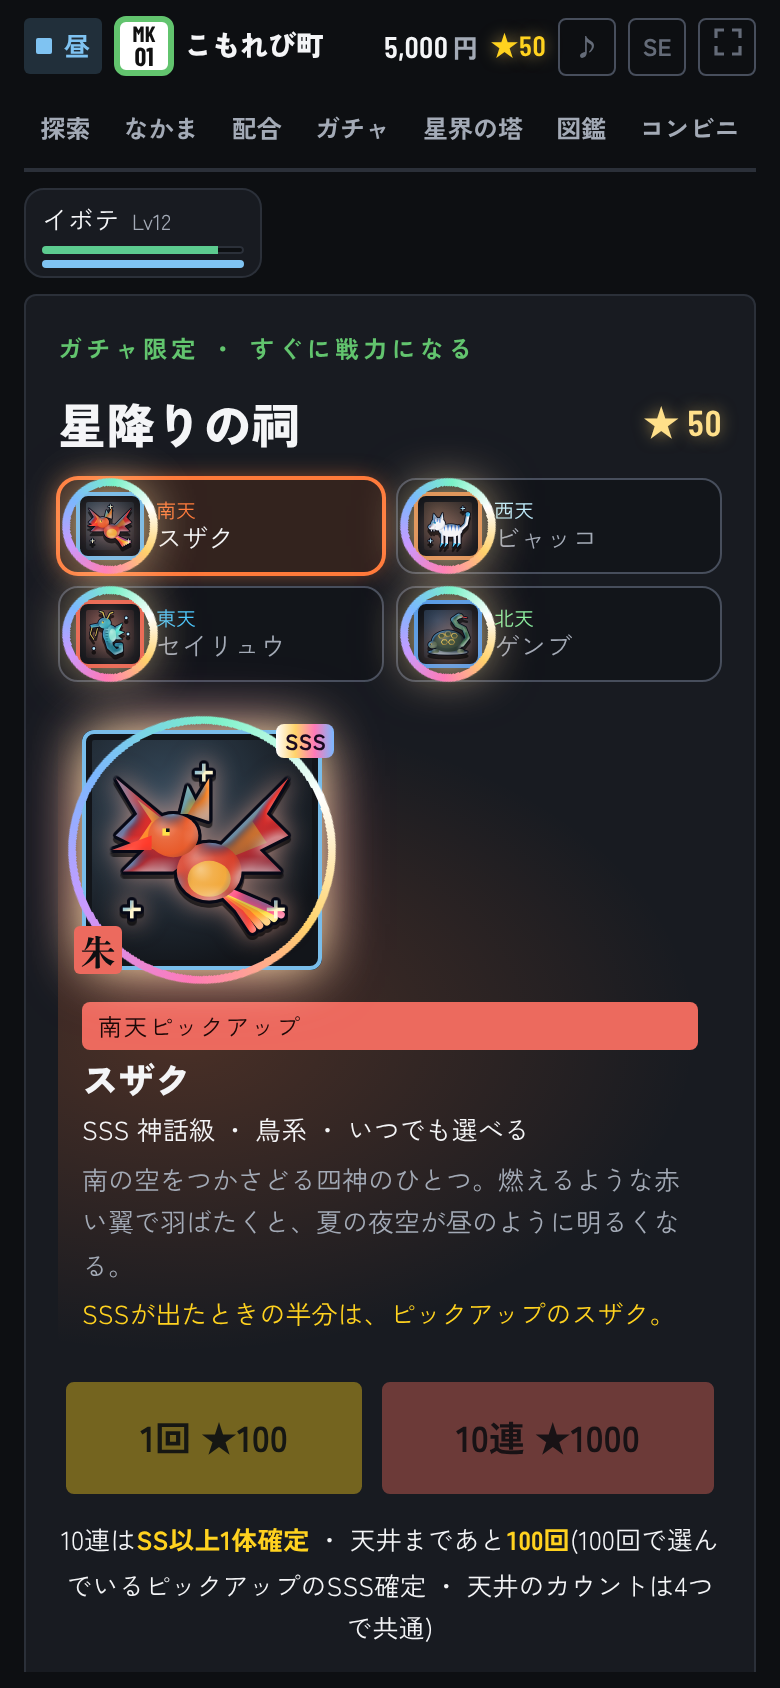 昼 MK 01 こもれび町 5,000 円 ★50 ♪ SE
探索 なかま 配合 ガチャ 星界の塔 図鑑 コンビニ
イボテ Lv12
ガチャ限定 ・ すぐに戦力になる
星降りの祠 ★ 50
南天
スザク
西天
ビャッコ
東天
セイリュウ
北天
ゲンブ
SSS
朱
南天ピックアップ
スザク
SSS 神話級 ・ 鳥系 ・ いつでも選べる
南の空をつかさどる四神のひとつ。燃えるような赤
い翼で羽ばたくと、夏の夜空が昼のように明るくな
る。
SSSが出たときの半分は、ピックアップのスザク。
1回 ★100 10連 ★1000
10連はSS以上1体確定 ・ 天井まであと100回(100回で選ん
でいるピックアップのSSS確定 ・ 天井のカウントは4つ
で共通)